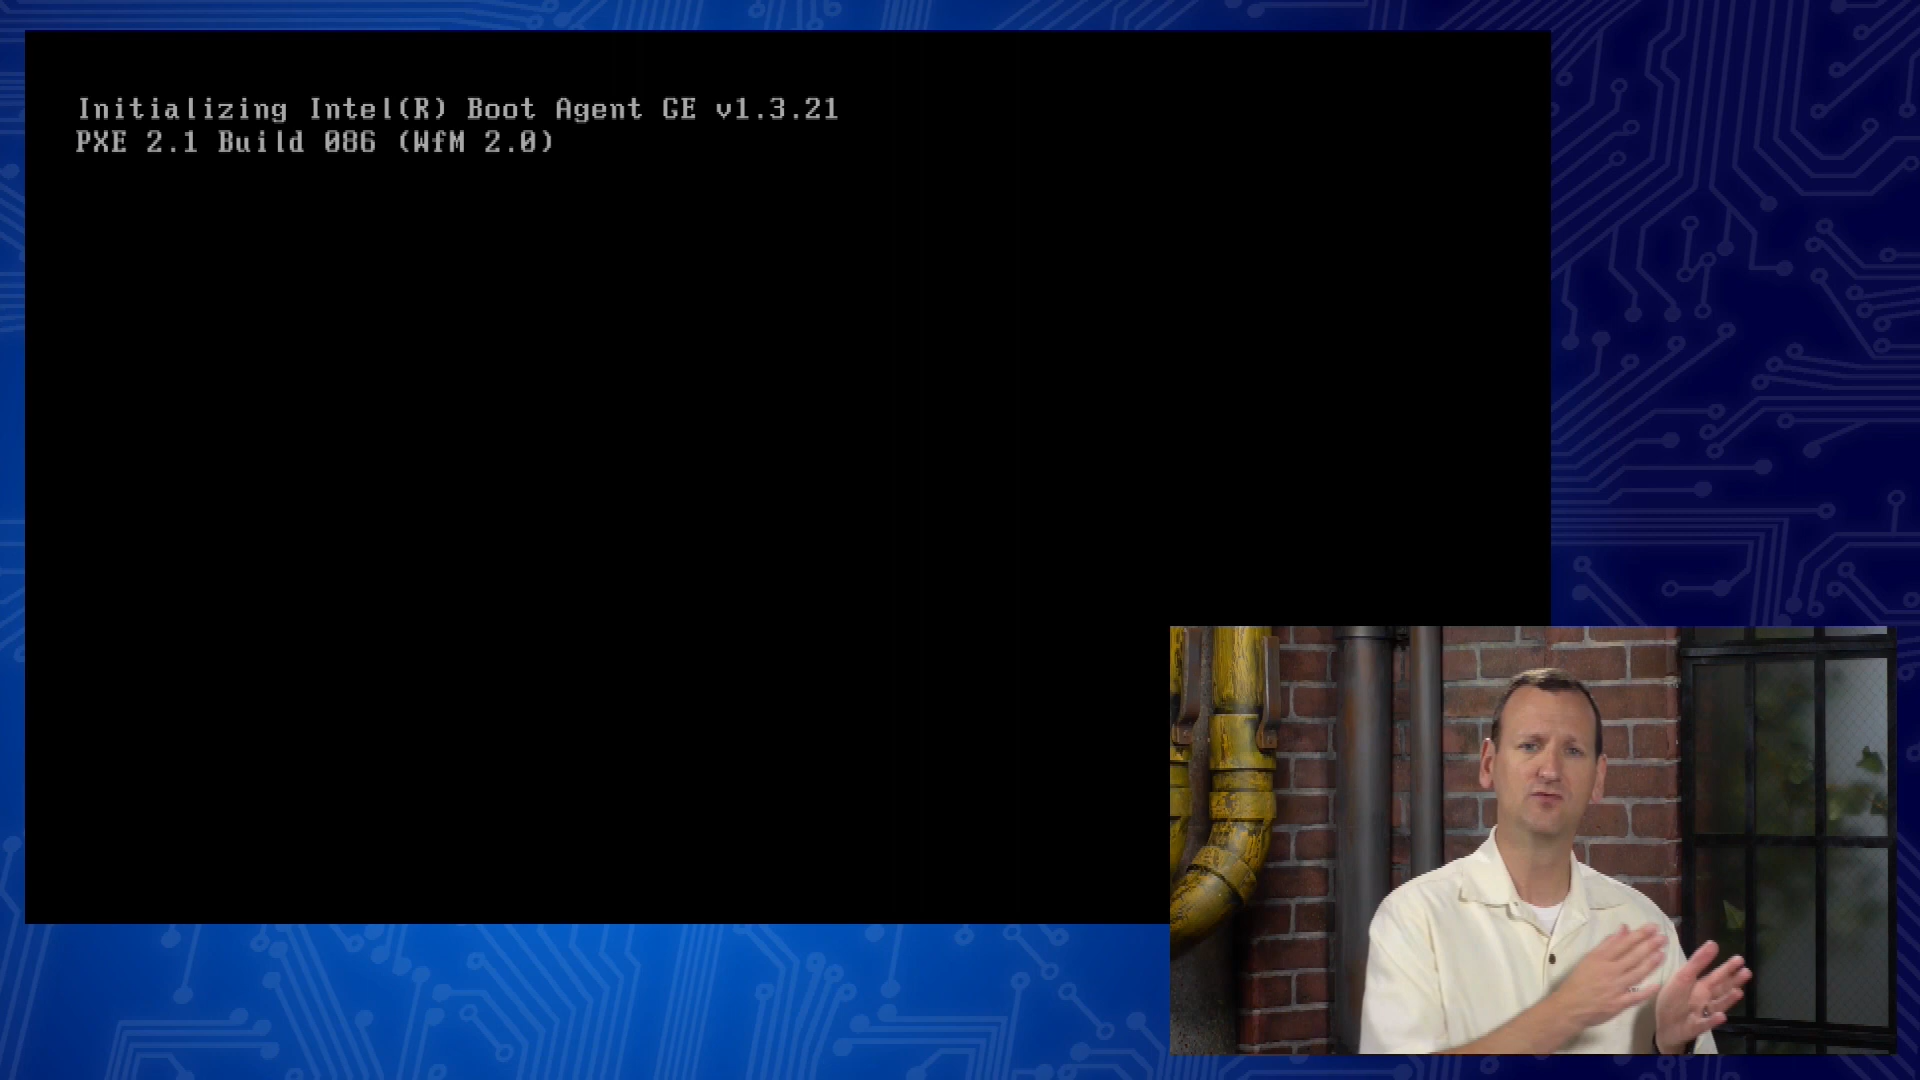 Initializing Intel(R) Boot Agent GE v1.3.21
PXE 2.1 Build 086 (WfM 2.0)